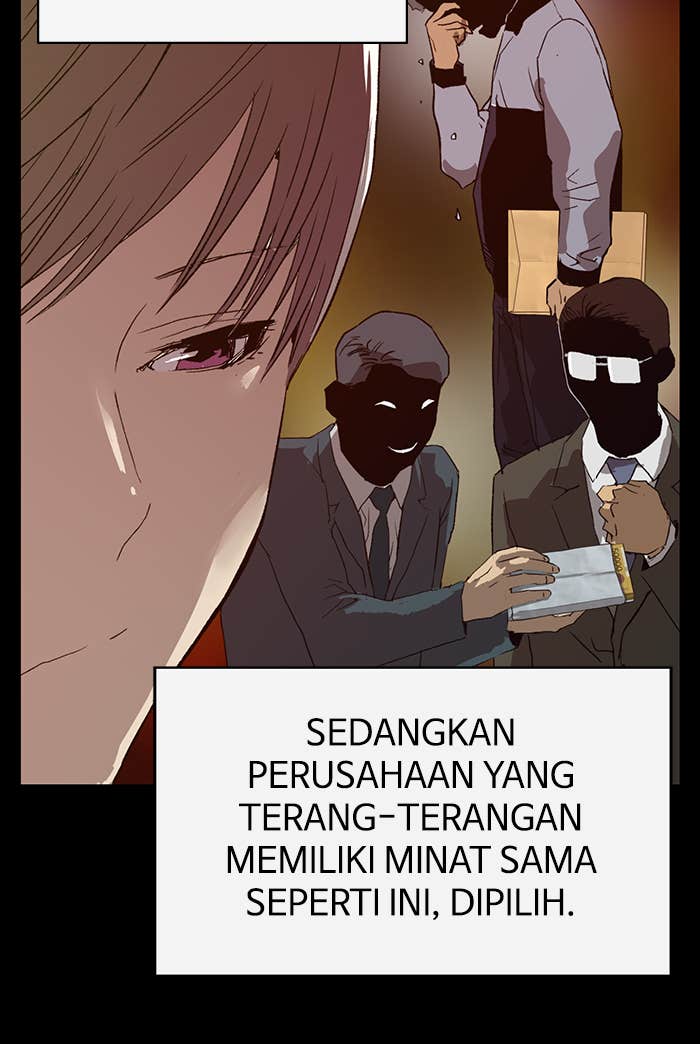 SEDANGKAN
PERUSAHAAN YANG
TERANG-TERANGAN
MEMILIKI MINAT SAMA
SEPERTI INI, DIPILIH.